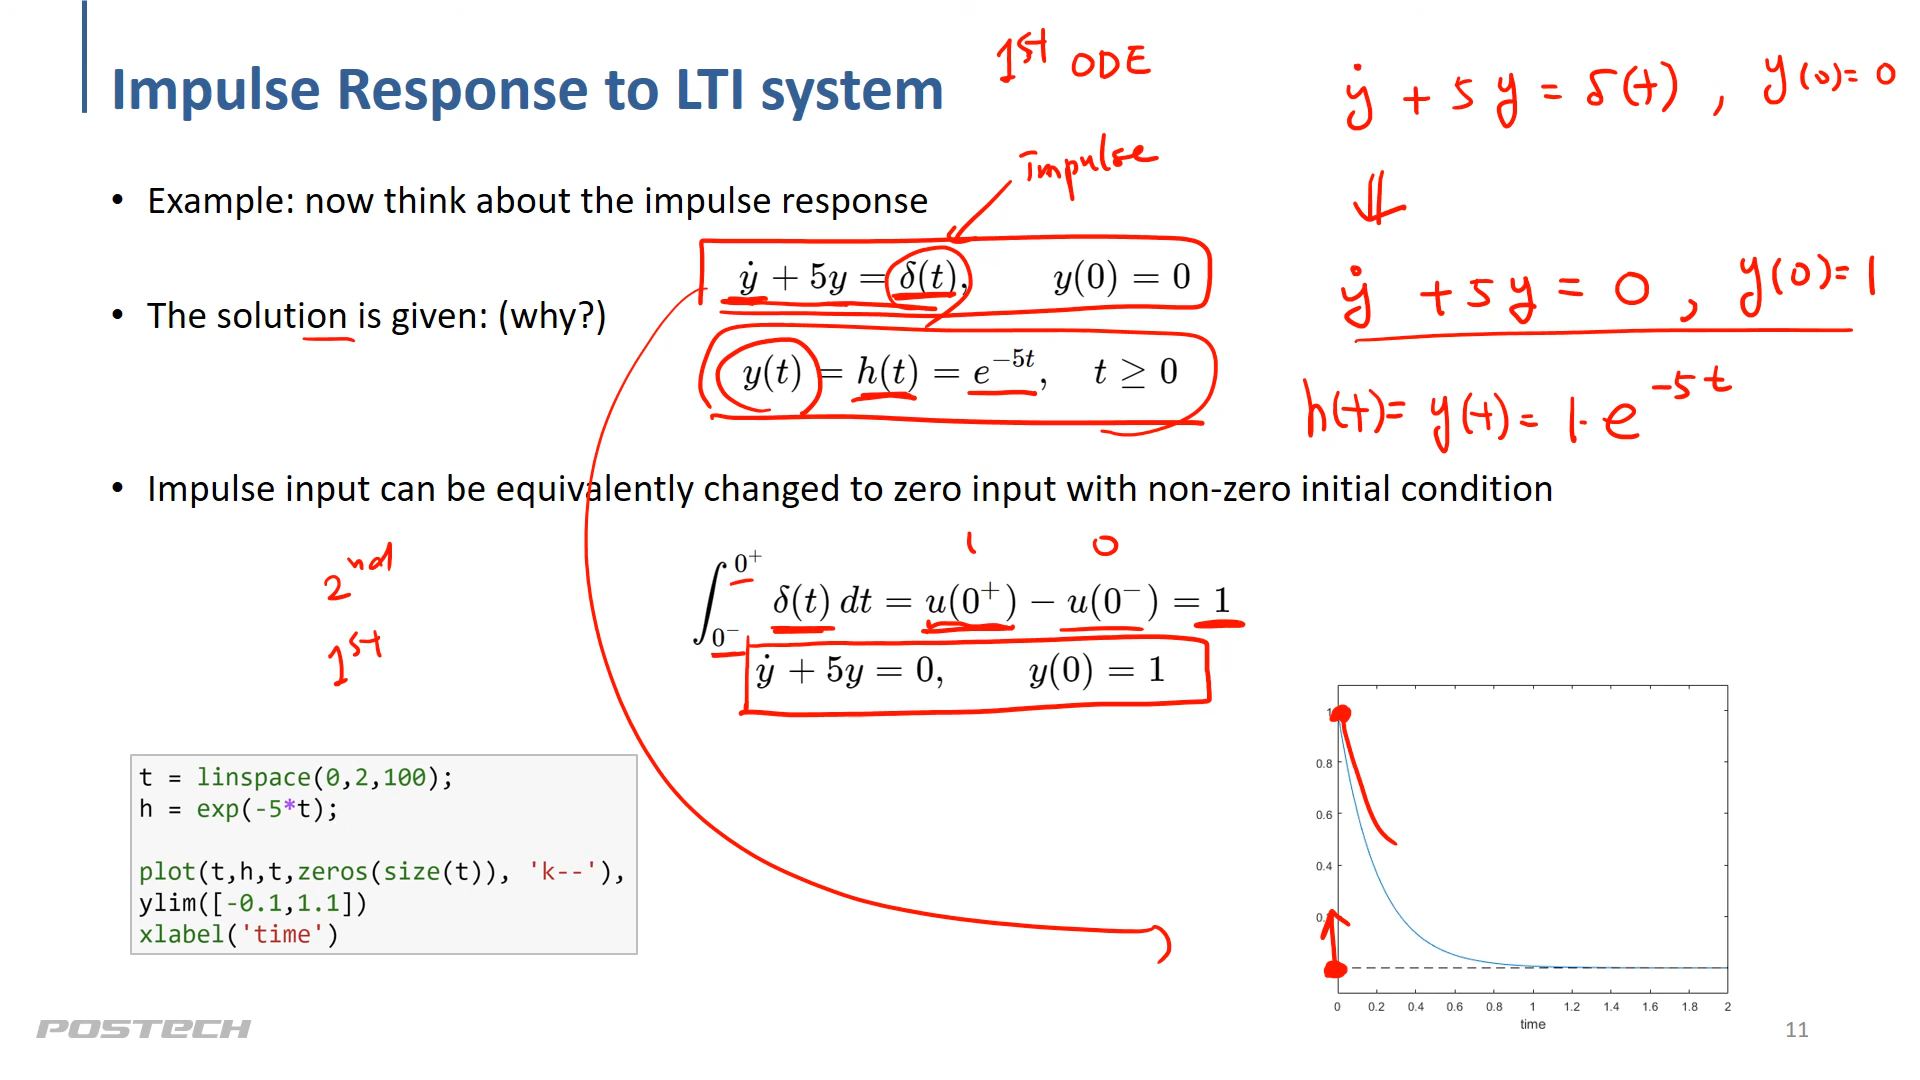 Impulse Response to LTI system
1st ODE
ẏ + 5y = δ(t) , y(0)=0
Impulse
• Example: now think about the impulse response
ẏ + 5y = δ(t), y(0) = 0
ẏ + 5y = 0 , y(0)=1
• The solution is given: (why?)
y(t) = h(t) = e^{−5t}, t ≥ 0
h(t)= y(t)= 1·e^{-5t}
• Impulse input can be equivalently changed to zero input with non-zero initial condition
1 0
2nd
∫_{0⁻}^{0⁺} δ(t) dt = u(0⁺) − u(0⁻) = 1
1st
ẏ + 5y = 0, y(0) = 1
t = linspace(0,2,100);
h = exp(-5*t);
plot(t,h,t,zeros(size(t)), 'k--'),
ylim([-0.1,1.1])
xlabel('time')
1
0.8
0.6
0.4
0 0.2 0.4 0.6 0.8 1 1.2 1.4 1.6 1.8 2
time
POSTECH
11